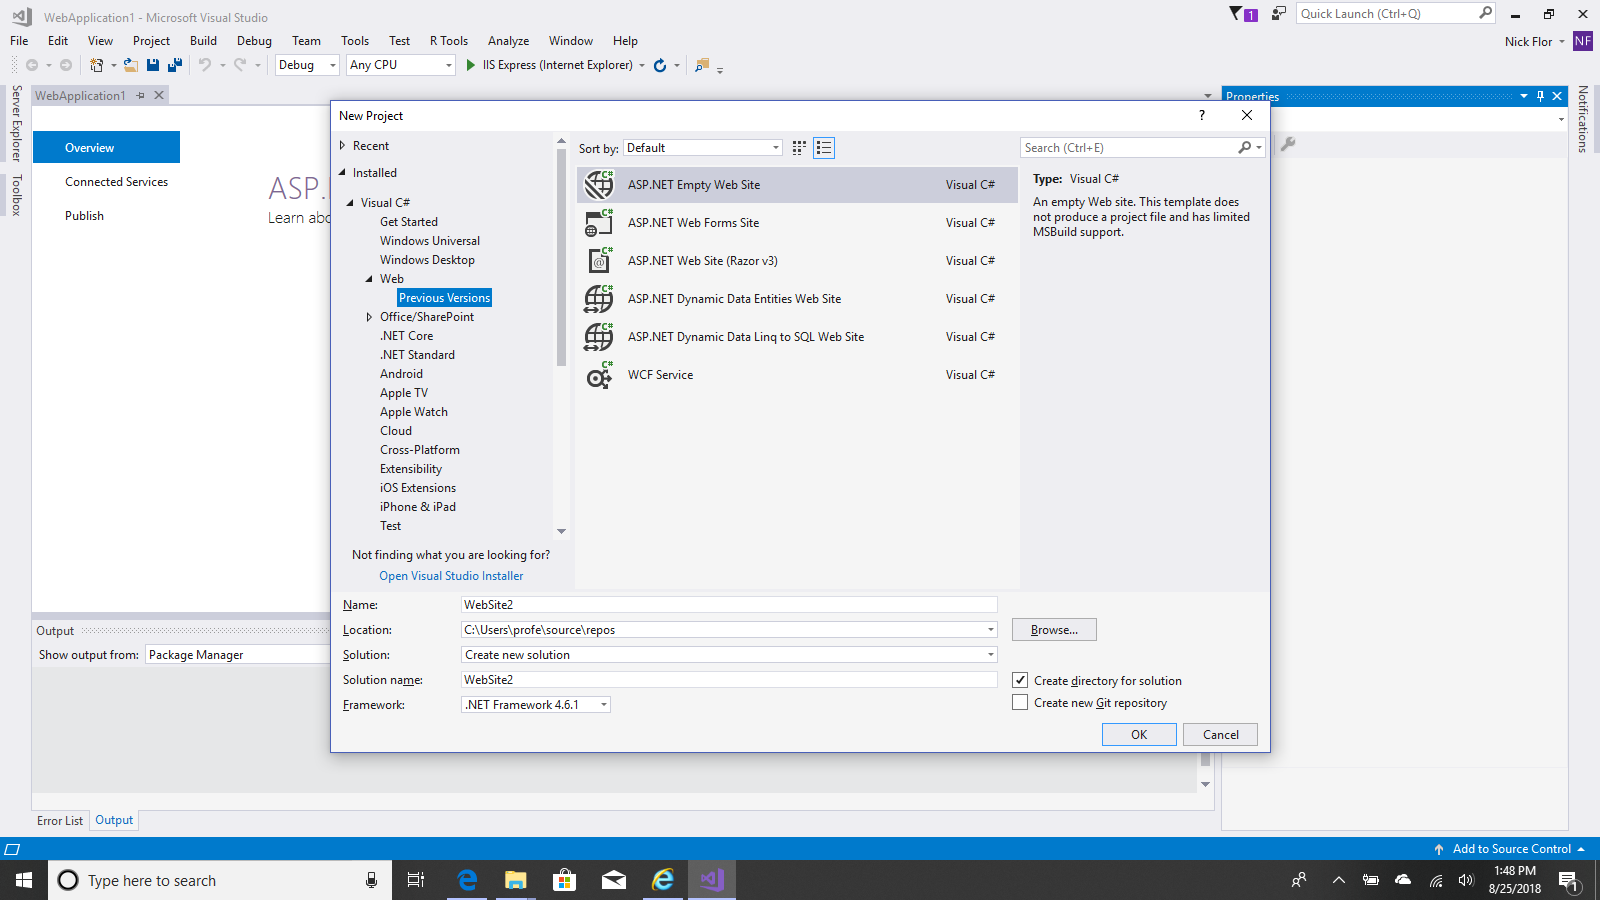 WebApplication1 - Microsoft Visual Studio
1
Quick Launch (Ctrl+Q)
File Edit View Project Build Debug Team Tools Test R Tools Analyze Window Help
Nick Flor NF
Debug Any CPU IIS Express (Internet Explorer)
Server Explorer
Toolbox
WebApplication1
Overview
Connected Services
Publish
ASP.
Learn abo
New Project
?
Recent
Installed
Visual C#
Get Started
Windows Universal
Windows Desktop
Web
Previous Versions
Office/SharePoint
.NET Core
.NET Standard
Android
Apple TV
Apple Watch
Cloud
Cross-Platform
Extensibility
iOS Extensions
iPhone & iPad
Test
Not finding what you are looking for?
Open Visual Studio Installer
Sort by: Default
C# ASP.NET Empty Web Site Visual C#
C# ASP.NET Web Forms Site Visual C#
C# @ ASP.NET Web Site (Razor v3) Visual C#
C# ASP.NET Dynamic Data Entities Web Site Visual C#
C# ASP.NET Dynamic Data Linq to SQL Web Site Visual C#
C# WCF Service Visual C#
Search (Ctrl+E)
Type: Visual C#
An empty Web site. This template does
not produce a project file and has limited
MSBuild support.
Name: WebSite2
Location: C:\Users\profe\source\repos Browse...
Solution: Create new solution
Solution name: WebSite2 Create directory for solution
Framework: .NET Framework 4.6.1 Create new Git repository
OK Cancel
Properties
Notifications
Output
Show output from: Package Manager
Error List Output
Add to Source Control
Type here to search
1:48 PM
8/25/2018
1